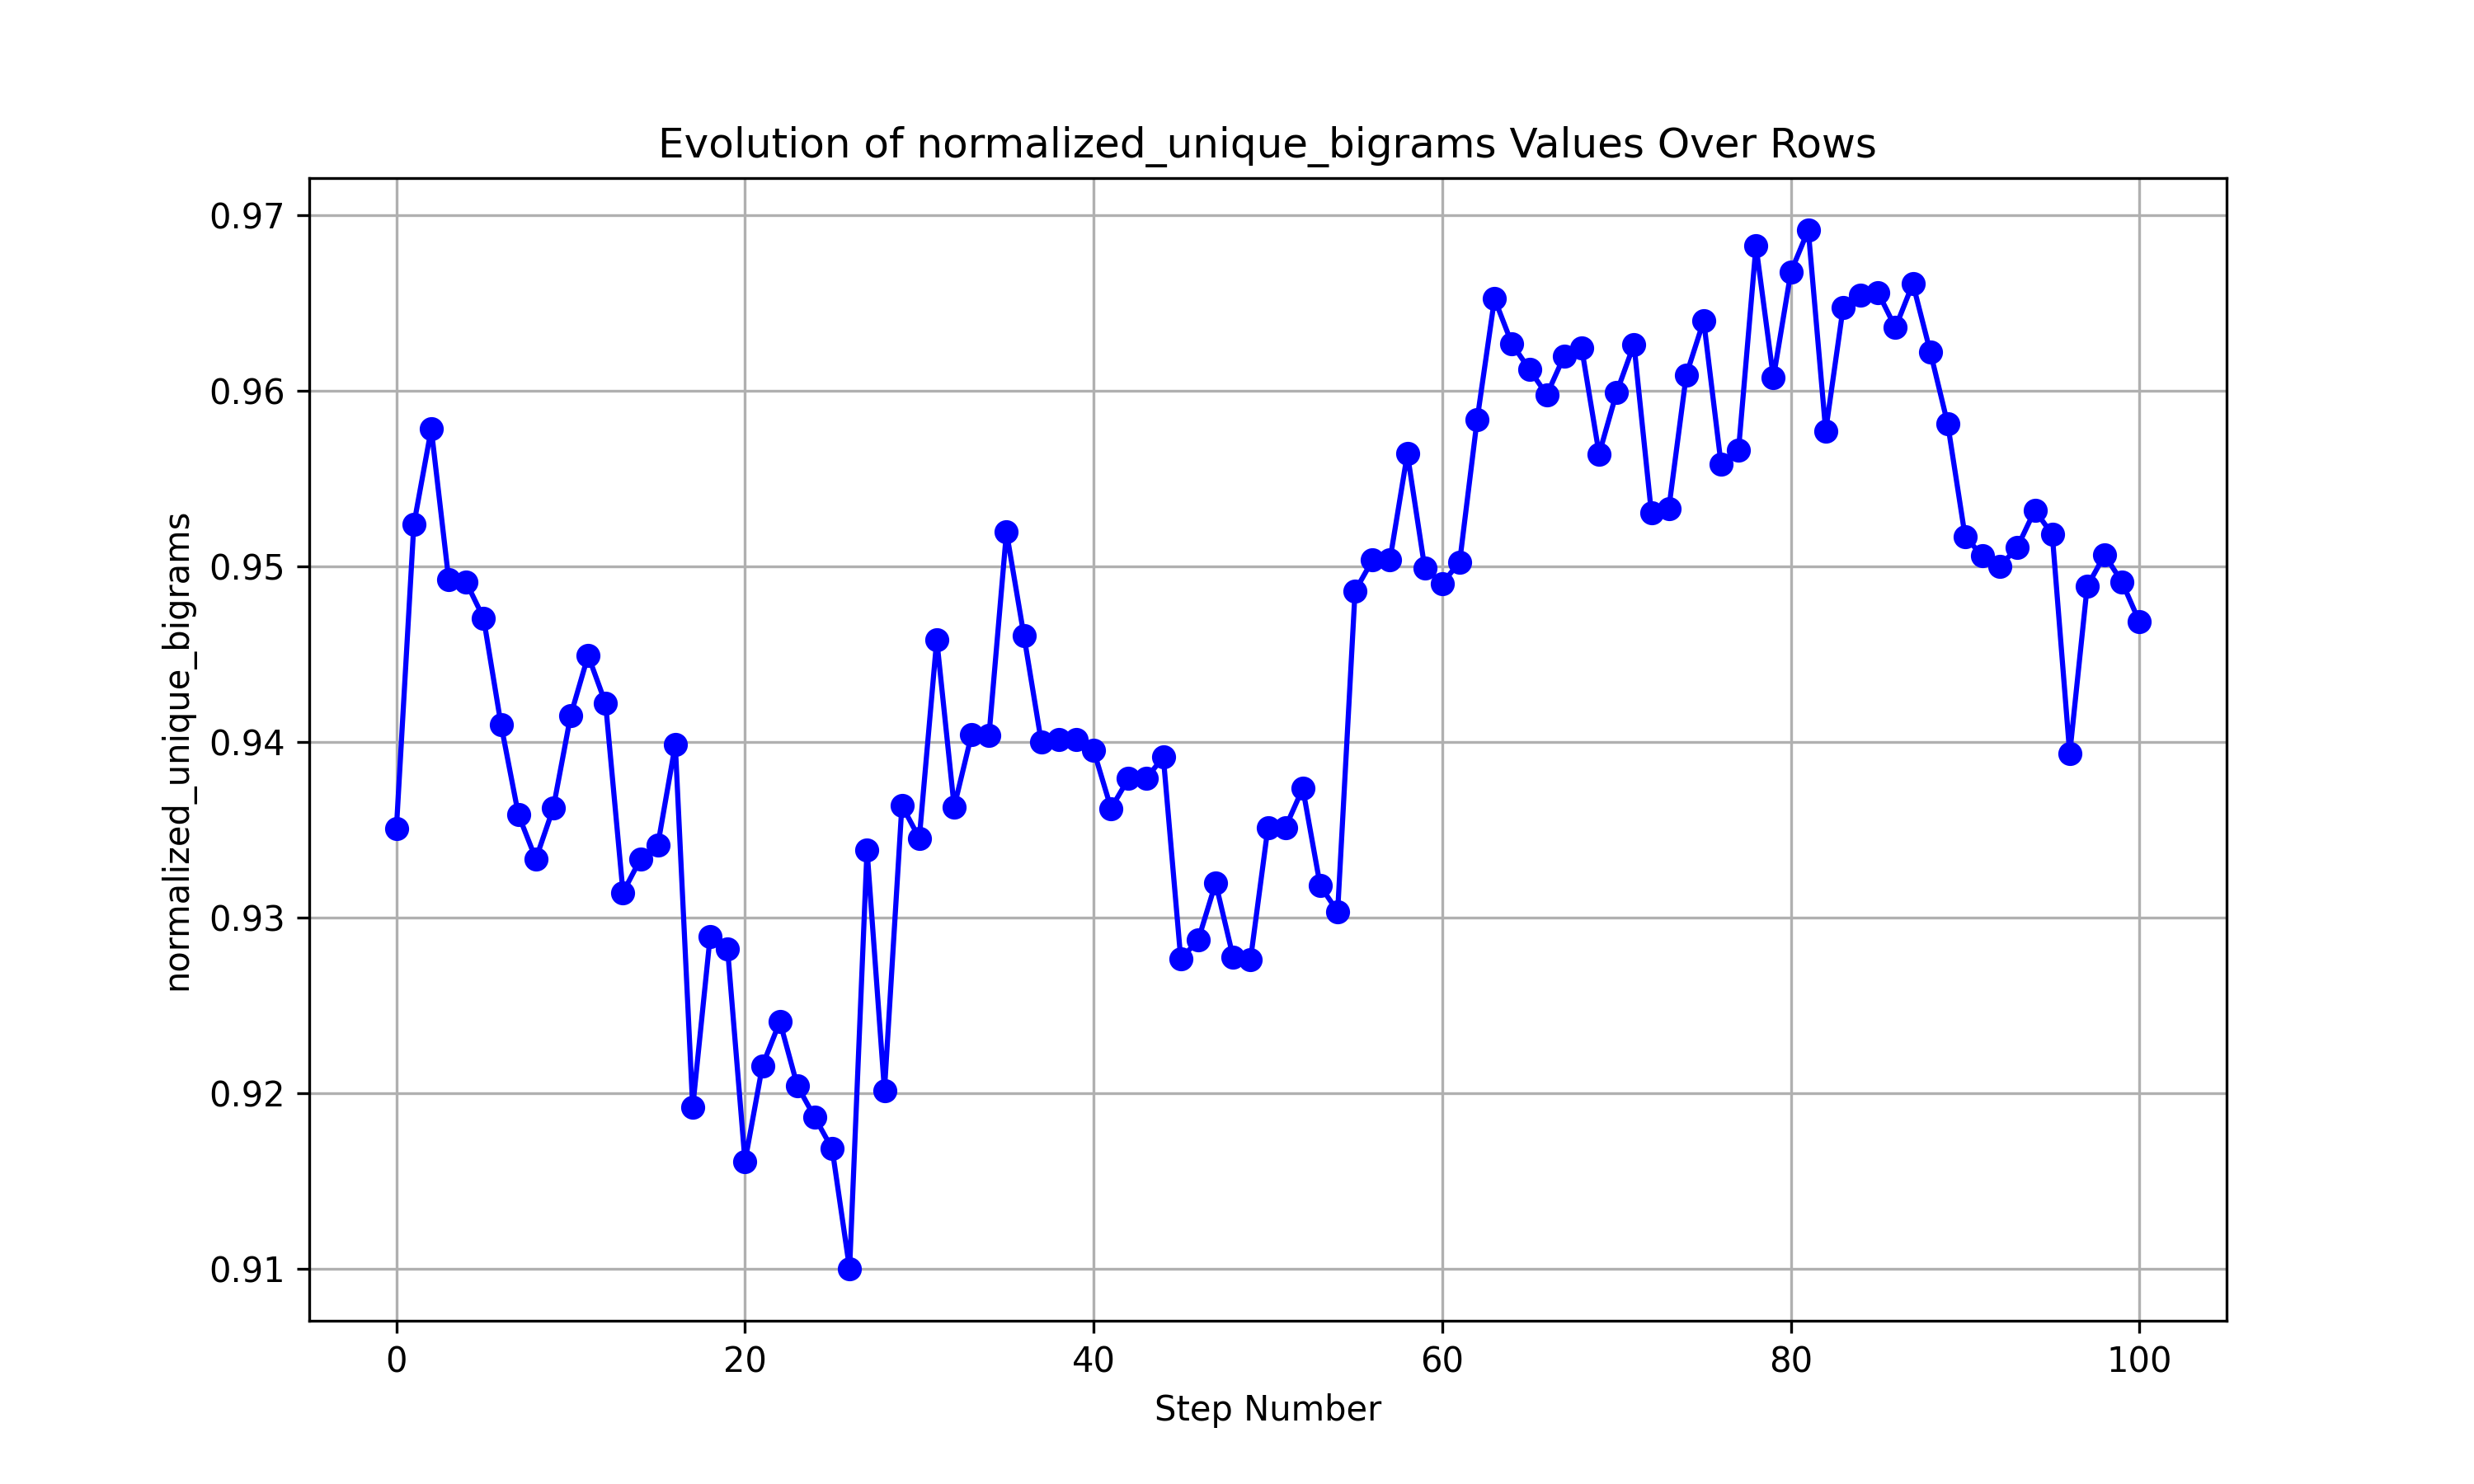 Evolution of normalized_unique_bigrams Values Over Rows
normalized_unique_bigrams
0.97
0.96
0.95
0.94
0.93
0.92
0.91
0 20 40 60 80 100
Step Number